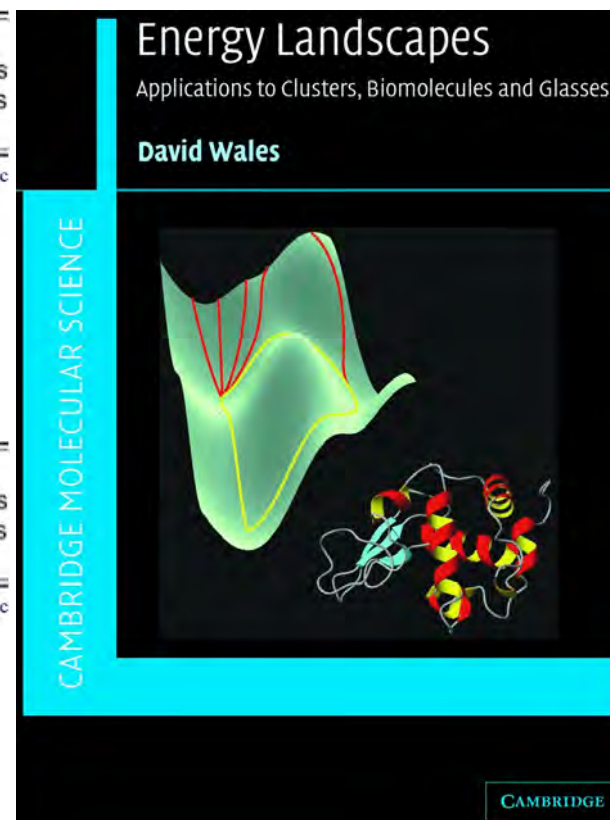 Energy Landscapes
Applications to Clusters, Biomolecules and Glasses
David Wales
CAMBRIDGE MOLECULAR SCIENCE
CAMBRIDGE